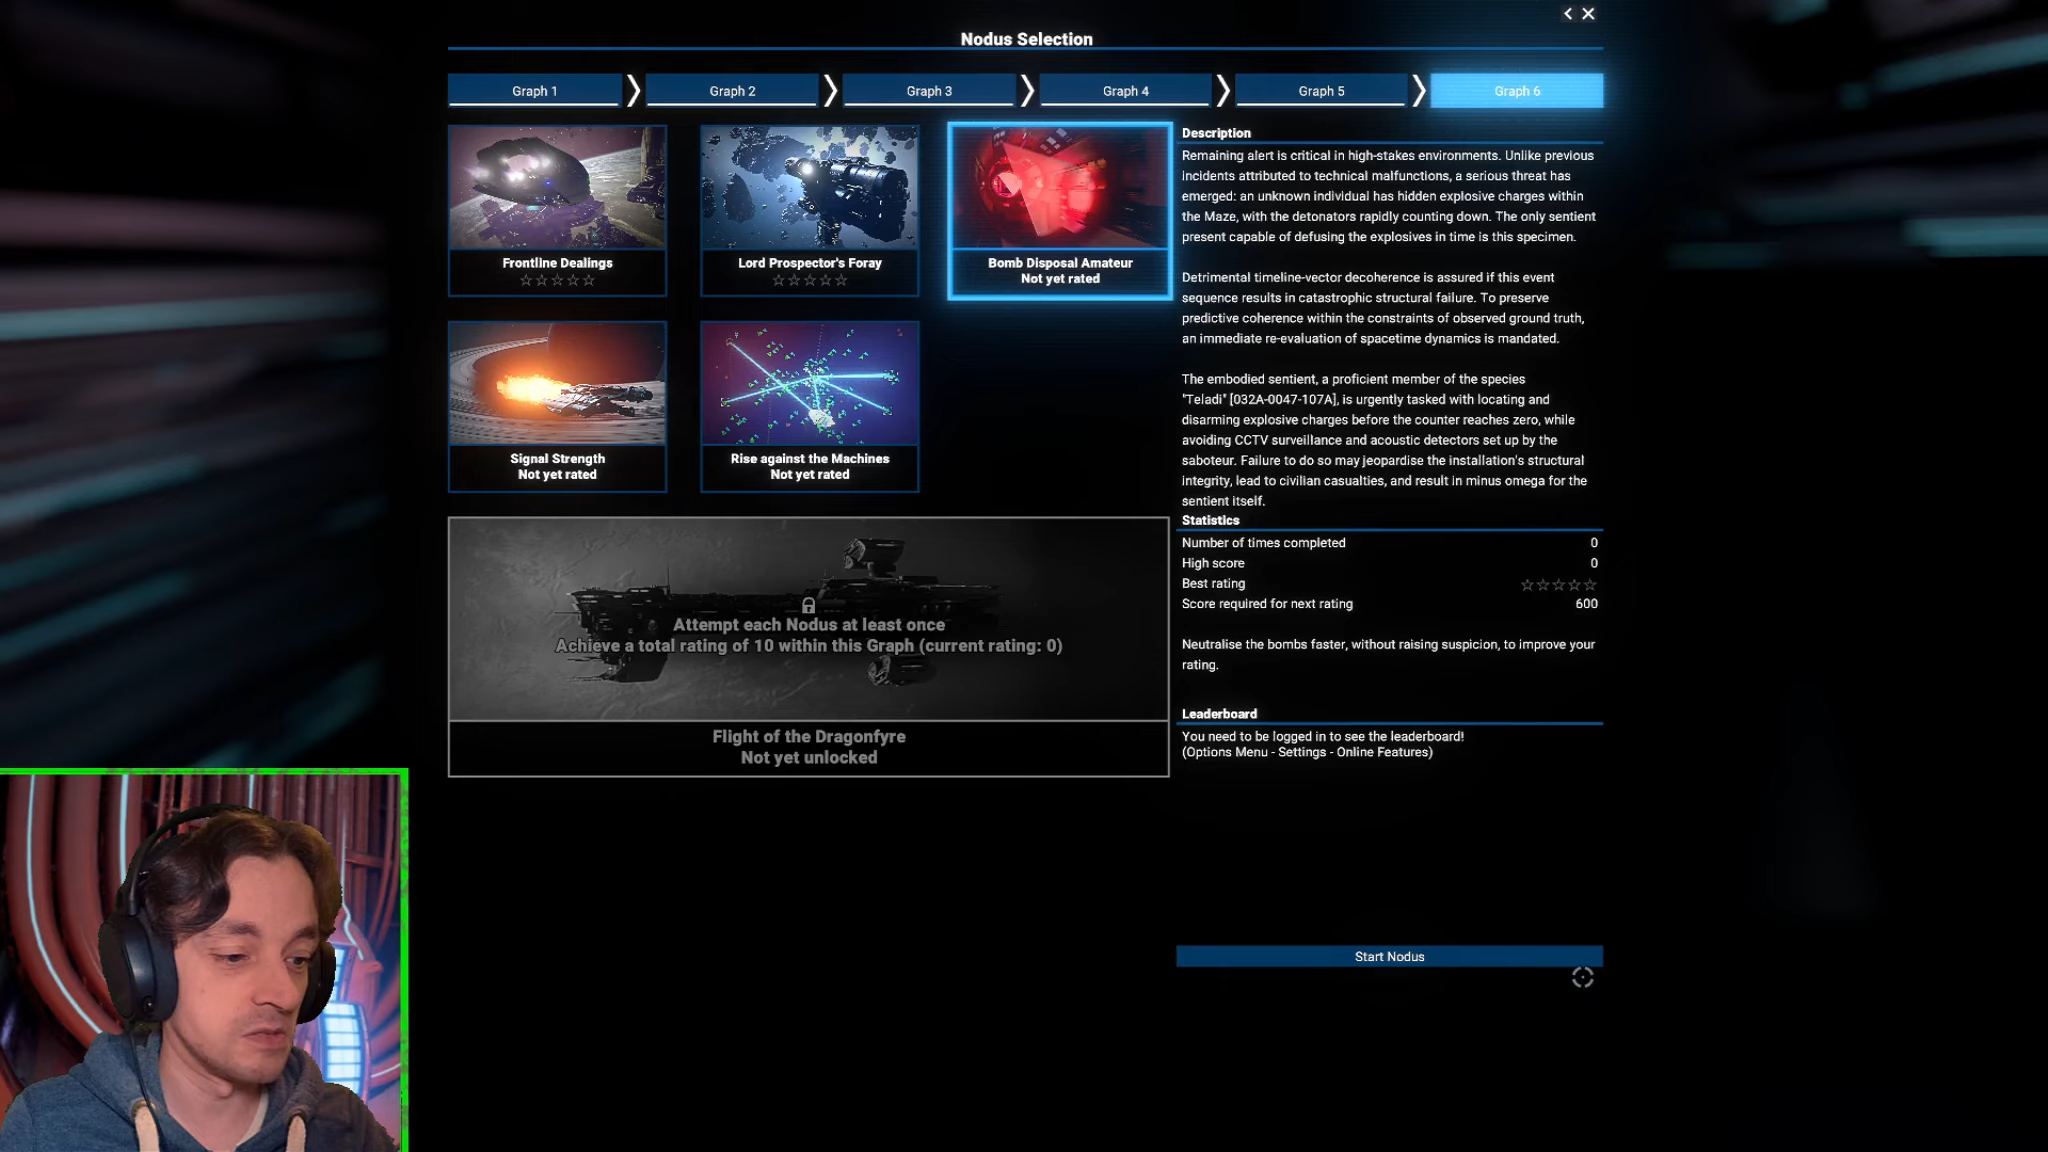 Nodus Selection
Graph 1
Graph 2
Graph 3
Graph 4
Graph 5
Graph 6
Frontline Dealings
Lord Prospector's Foray
Bomb Disposal Amateur
Not yet rated
Signal Strength
Not yet rated
Rise against the Machines
Not yet rated
Attempt each Nodus at least once
Achieve a total rating of 10 within this Graph (current rating: 0)
Flight of the Dragonfyre
Not yet unlocked
Description
Remaining alert is critical in high-stakes environments. Unlike previous
incidents attributed to technical malfunctions, a serious threat has
emerged: an unknown individual has hidden explosive charges within
the Maze, with the detonators rapidly counting down. The only sentient
present capable of defusing the explosives in time is this specimen.
Detrimental timeline-vector decoherence is assured if this event
sequence results in catastrophic structural failure. To preserve
predictive coherence within the constraints of observed ground truth,
an immediate re-evaluation of spacetime dynamics is mandated.
The embodied sentient, a proficient member of the species
"Teladi" [032A-0047-107A], is urgently tasked with locating and
disarming explosive charges before the counter reaches zero, while
avoiding CCTV surveillance and acoustic detectors set up by the
saboteur. Failure to do so may jeopardise the installation's structural
integrity, lead to civilian casualties, and result in minus omega for the
sentient itself.
Statistics
Number of times completed 0
High score 0
Best rating
Score required for next rating 600
Neutralise the bombs faster, without raising suspicion, to improve your
rating.
Leaderboard
You need to be logged in to see the leaderboard!
(Options Menu - Settings - Online Features)
Start Nodus